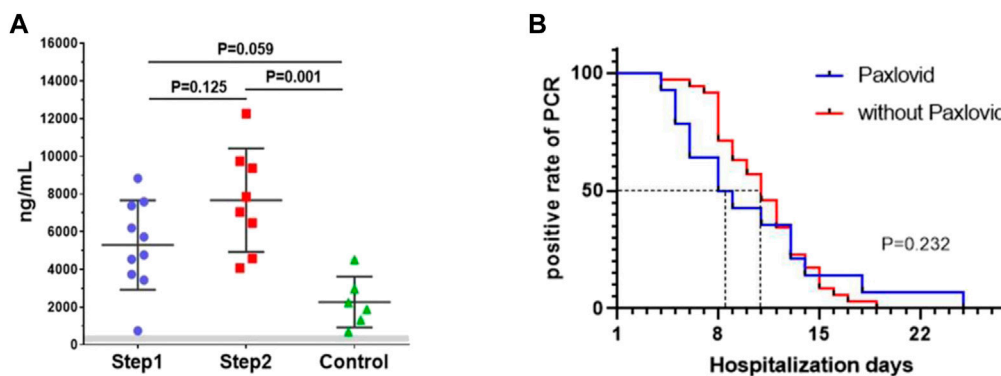 A
ng/mL
16000
14000
12000
10000
8000
6000
4000
2000
0
P=0.059
P=0.125
P=0.001
Step1 Step2 Control
B
positive rate of PCR
100
50
0
Paxlovid
without Paxlovid
P=0.232
1 8 15 22
Hospitalization days